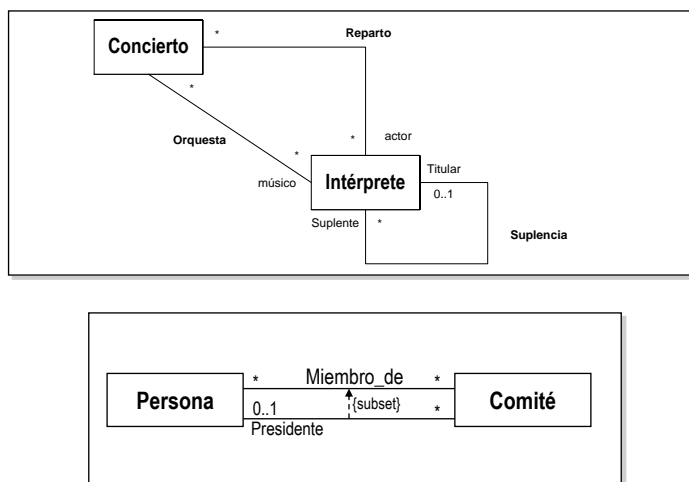 Concierto
*
Reparto
*
Orquesta
*
*
actor
músico
Intérprete
Titular
0..1
Suplente
*
Suplencia
Persona
*
Miembro_de
*
Comité
0..1
{subset}
*
Presidente